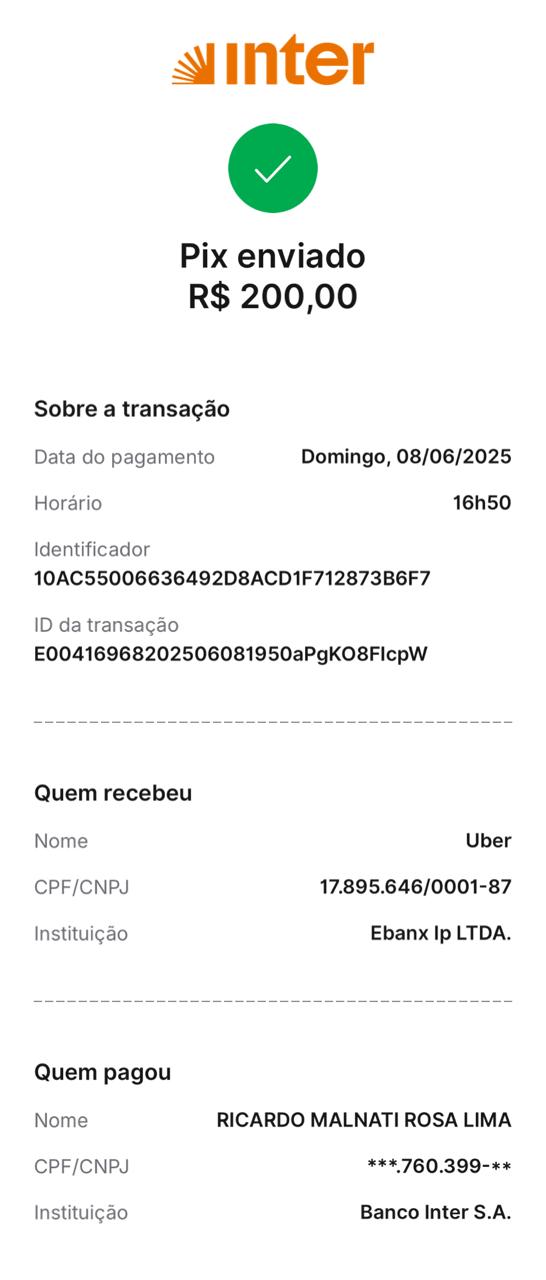 inter
Pix enviado
R$ 200,00
Sobre a transação
Data do pagamento Domingo, 08/06/2025
Horário 16h50
Identificador
10AC55006636492D8ACD1F712873B6F7
ID da transação
E00416968202506081950aPgKO8FlcpW
Quem recebeu
Nome Uber
CPF/CNPJ 17.895.646/0001-87
Instituição Ebanx Ip LTDA.
Quem pagou
Nome RICARDO MALNATI ROSA LIMA
CPF/CNPJ ***.760.399-**
Instituição Banco Inter S.A.